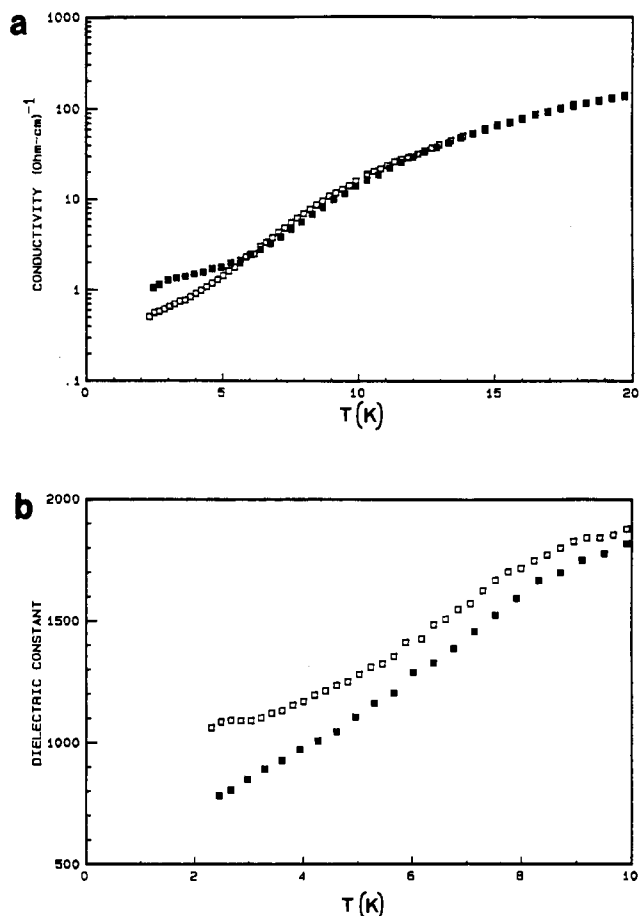 a
1000
100
10
1
.1
CONDUCTIVITY (Ohm-cm)-1
0 5 10 15 20
T(K)
b
2000
1500
1000
500
DIELECTRIC CONSTANT
0 2 4 6 8 10
T(K)